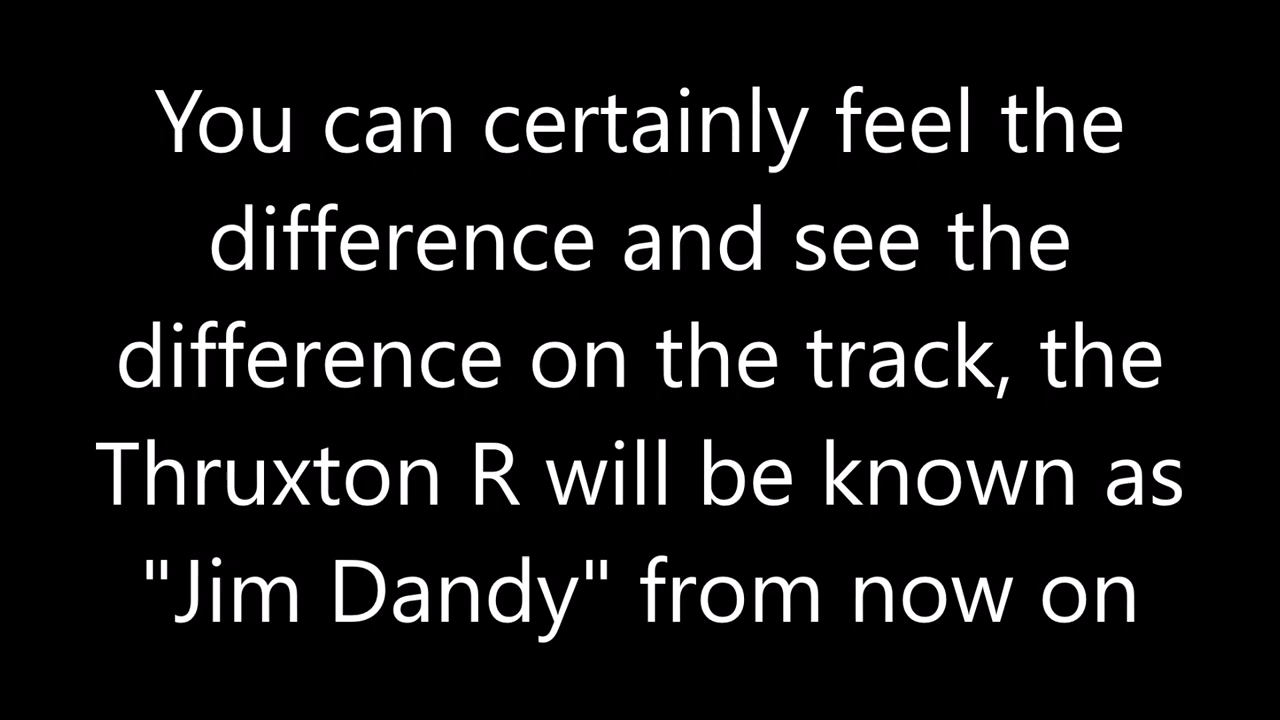 You can certainly feel the
difference and see the
difference on the track, the
Thruxton R will be known as
"Jim Dandy" from now on